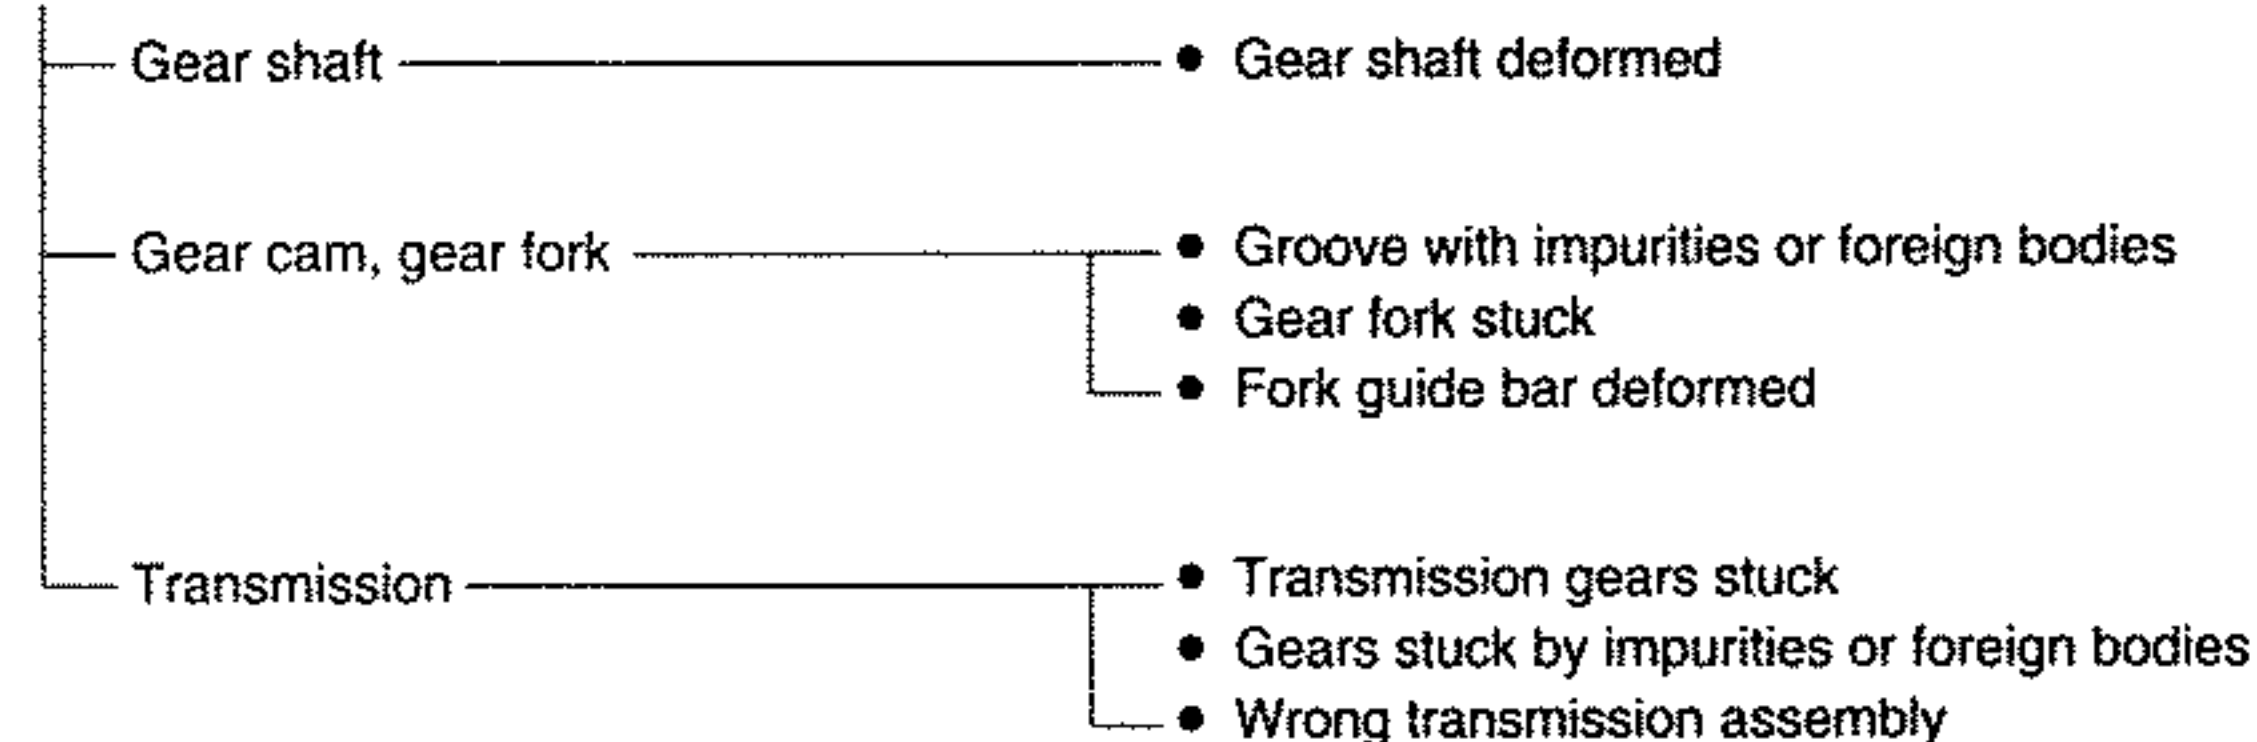 Gear shaft ● Gear shaft deformed
Gear cam, gear fork ● Groove with impurities or foreign bodies
● Gear fork stuck
● Fork guide bar deformed
Transmission ● Transmission gears stuck
● Gears stuck by impurities or foreign bodies
● Wrong transmission assembly